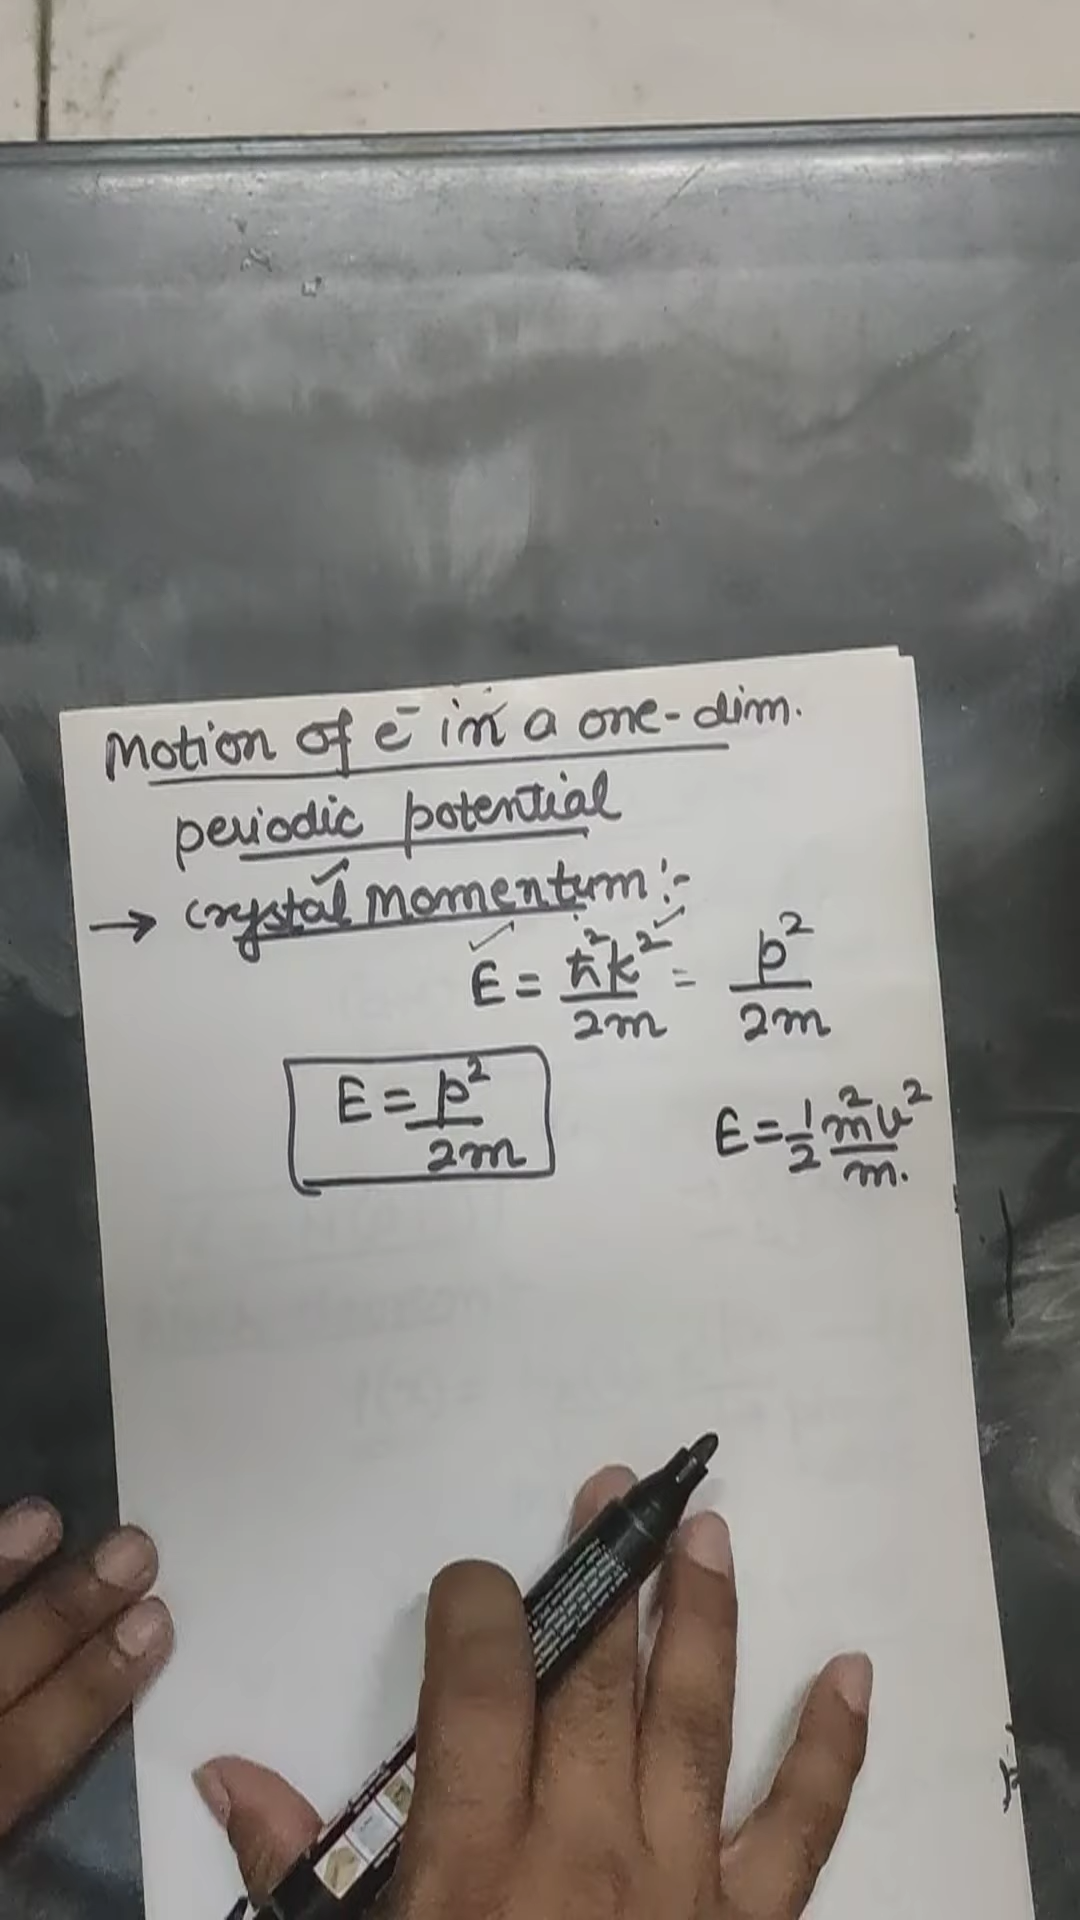 Motion of e⁻ in a one-dim.
periodic potential
→ crystal Momentum :-
E = ħ²k²/2m = p²/2m
E = p²/2m
E = 1/2 m²v²/m.